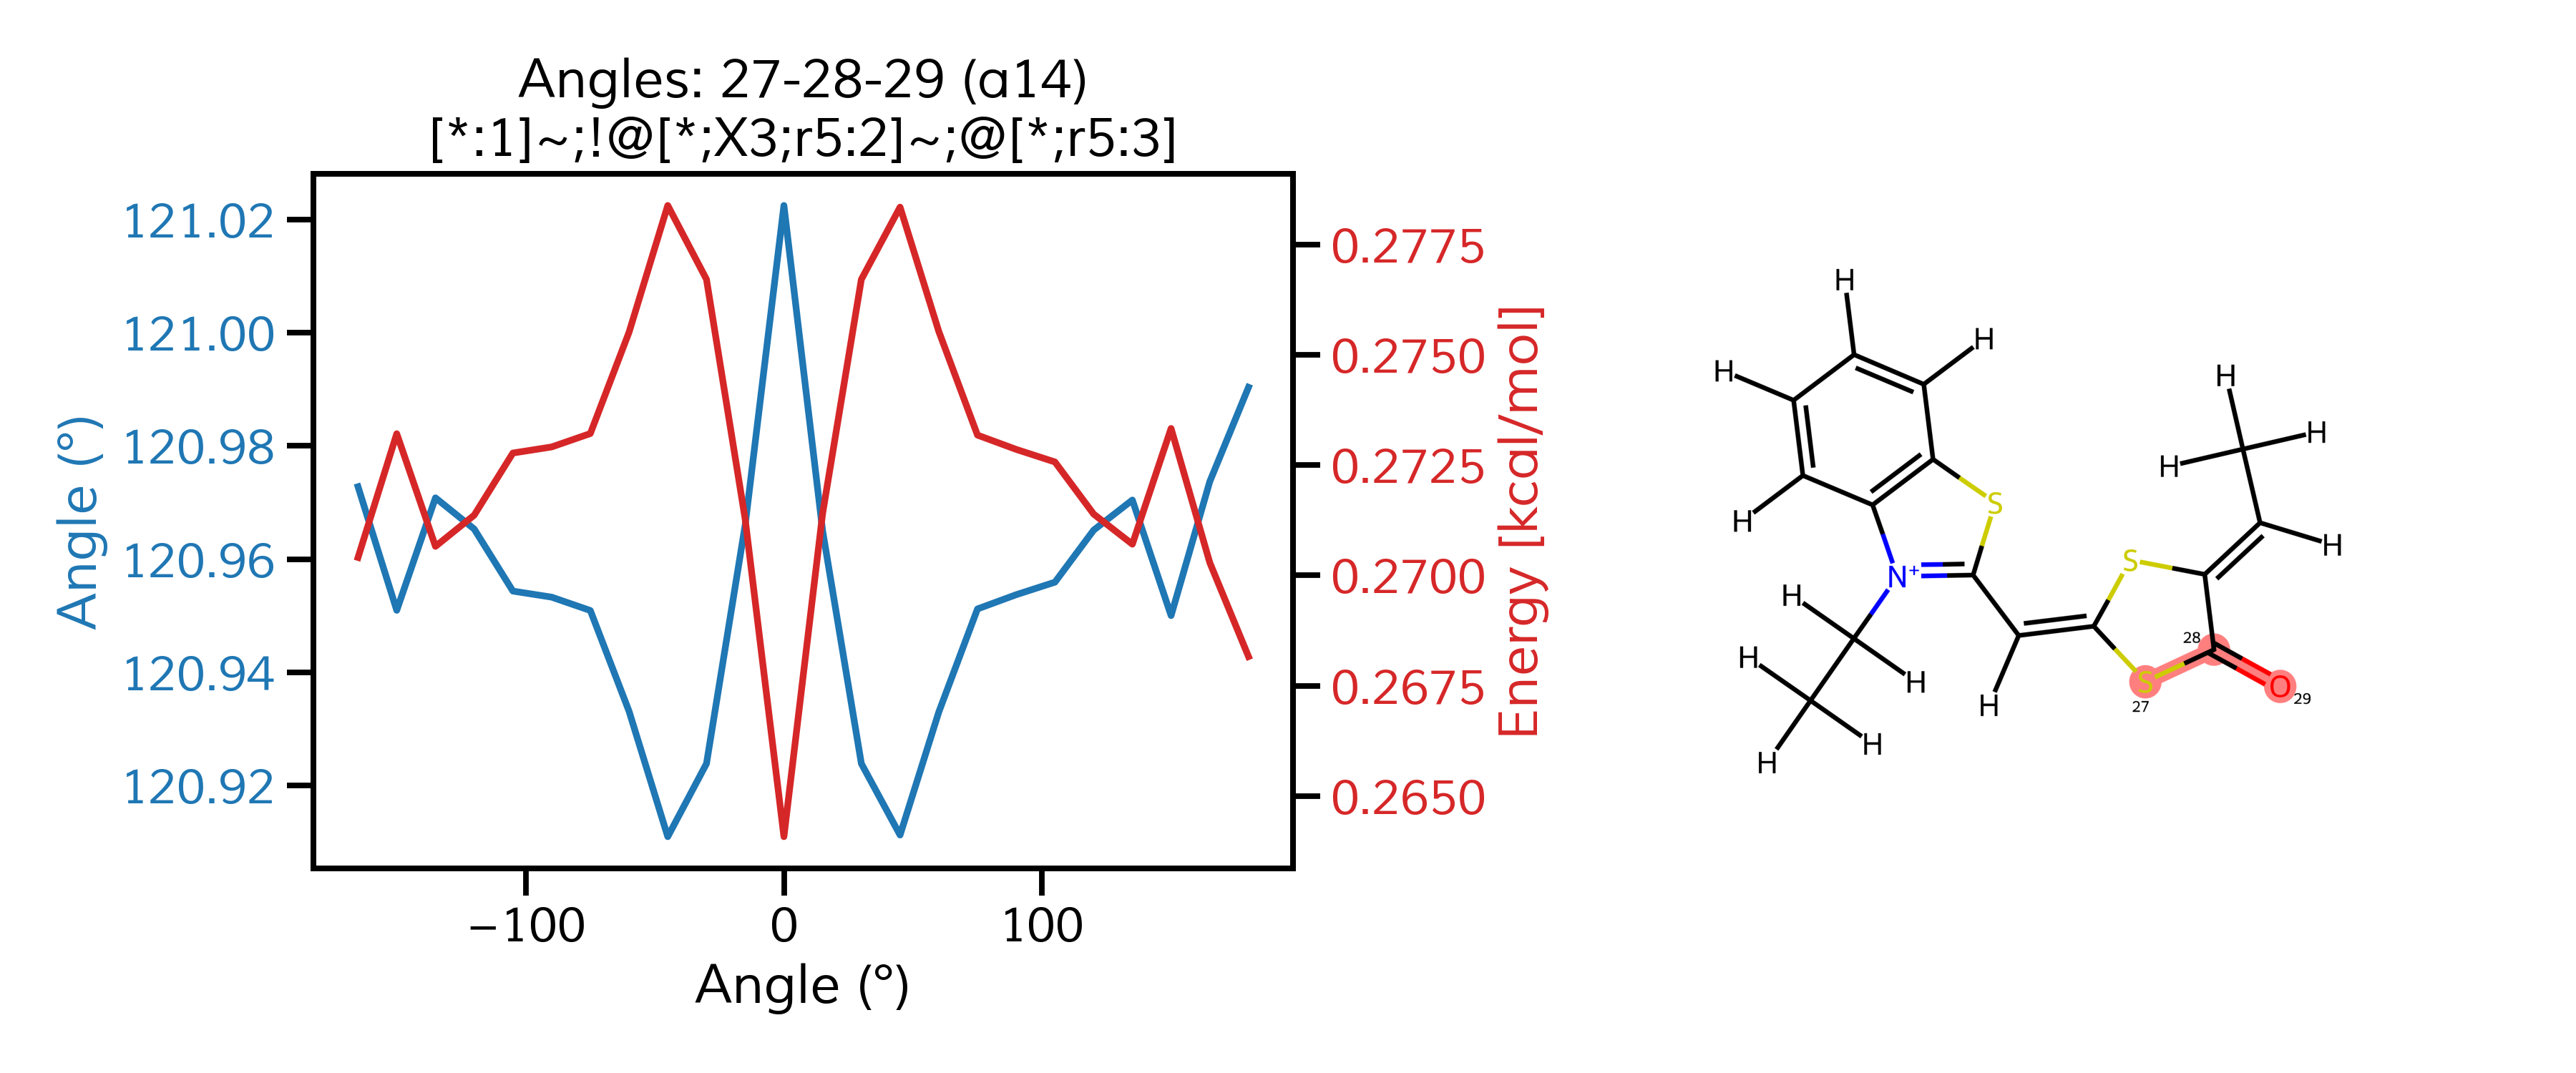 Angles: 27-28-29 (a14)
[*:1]~;!@[*;X3;r5:2]~;@[*;r5:3]
121.02
121.00
120.98
120.96
120.94
120.92
Angle (°)
−100
0
100
Angle (°)
0.2775
0.2750
0.2725
0.2700
0.2675
0.2650
Energy [kcal/mol]
H
H
H
H
H
H
H
S
H
H
S
N+
H
28
H
H
S
O
29
27
H
H
H